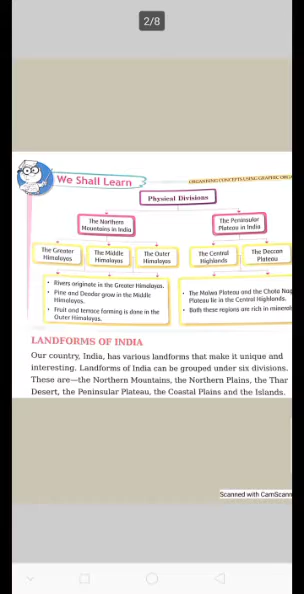 2/8
We Shall Learn
ORGANISING CONCEPTS USING GRAPHIC
Physical Divisions
The Northern
Mountains in India
The Peninsular
Plateau in India
The Greater
Himalayas
The Middle
Himalayas
The Outer
Himalayas
The Central
Highlands
The Deccan
Plateau
• Rivers originate in the Greater Himalayas.
• Pine and Deodar grow in the Middle
Himalayas.
• Fruit and terrace farming is done in the
Outer Himalayas.
• The Malwa Plateau and the Chota Nag
Plateau lie in the Central Highlands.
• Both these regions are rich in mineral
LANDFORMS OF INDIA
Our country, India, has various landforms that make it unique and
interesting. Landforms of India can be grouped under six divisions.
These are—the Northern Mountains, the Northern Plains, the Thar
Desert, the Peninsular Plateau, the Coastal Plains and the Islands.
Scanned with CamScann